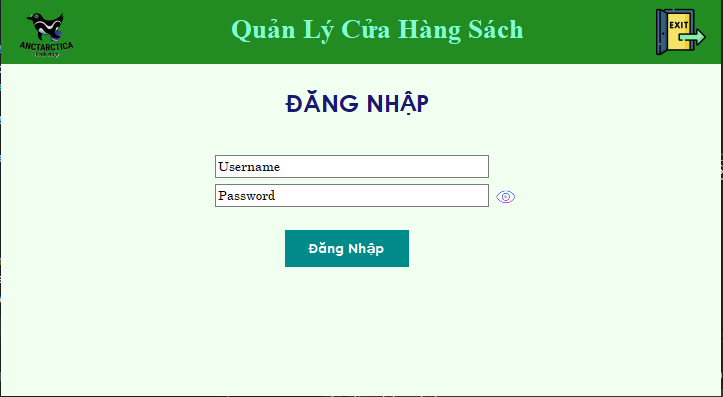 ANCTARCTICA
Quản Lý Cửa Hàng Sách
EXIT
ĐĂNG NHẬP
Username
Password
Đăng Nhập